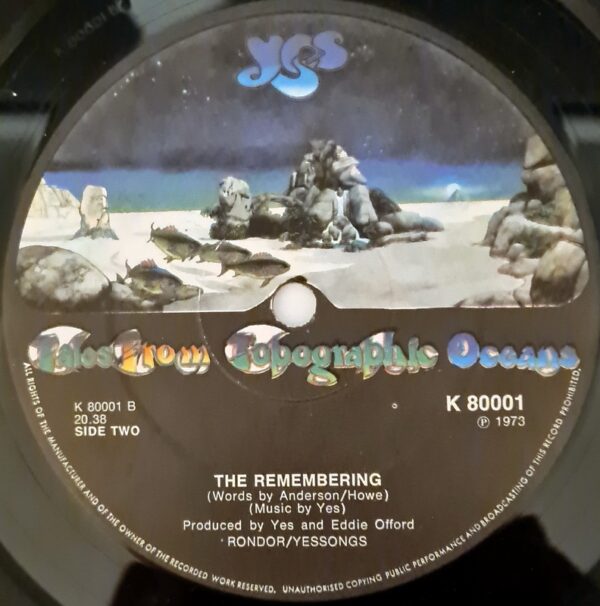 yes
Tales From Topographic Oceans
K 80001 B
20.38
SIDE TWO
K 80001
℗ 1973
THE REMEMBERING
(Words by Anderson/Howe)
(Music by Yes)
Produced by Yes and Eddie Offord
RONDOR/YESSONGS
ALL RIGHTS OF THE MANUFACTURER AND OF THE OWNER OF THE RECORDED WORK RESERVED. UNAUTHORISED COPYING PUBLIC PERFORMANCE AND BROADCASTING OF THIS RECORD PROHIBITED.